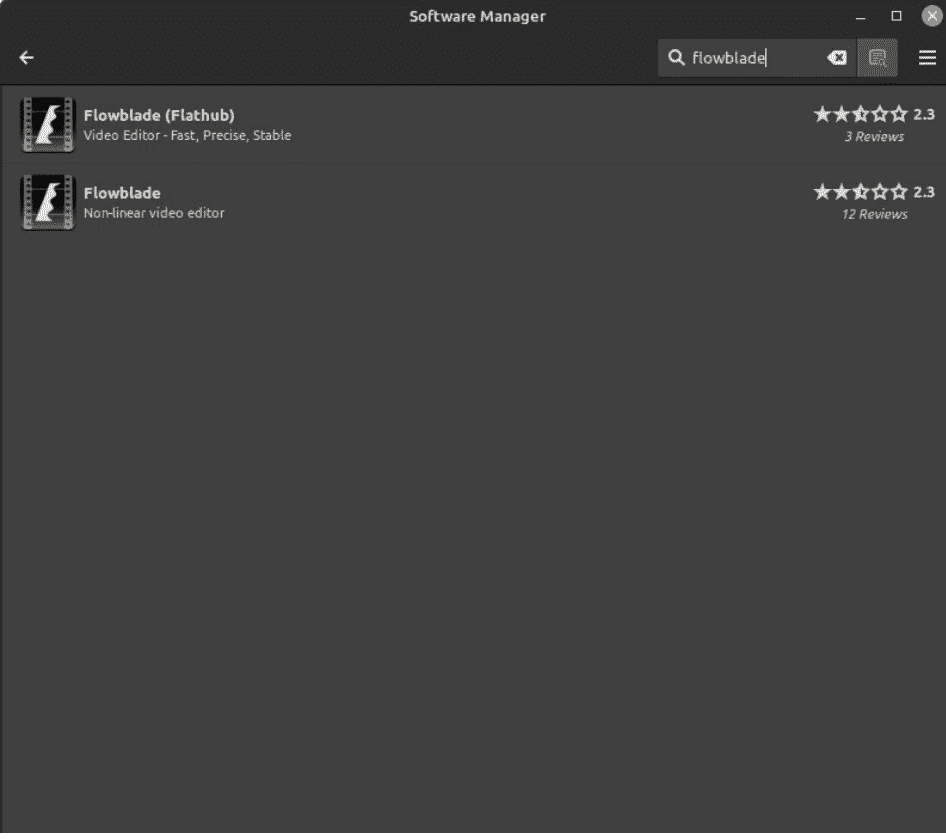 Software Manager
flowblade
Flowblade (Flathub)
2.3
Video Editor - Fast, Precise, Stable
3 Reviews
Flowblade
2.3
Non-linear video editor
12 Reviews